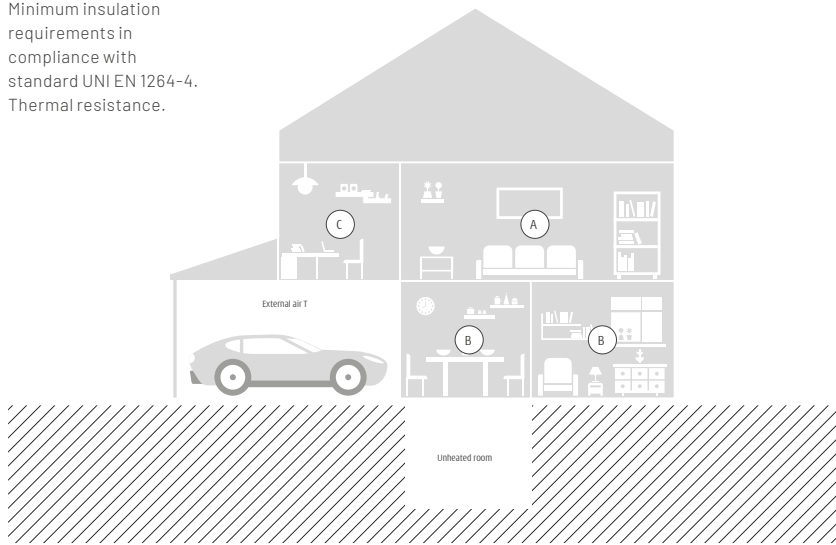 Minimum insulation
requirements in
compliance with
standard UNI EN 1264-4.
Thermal resistance.
C
A
External air T
B
B
Unheated room